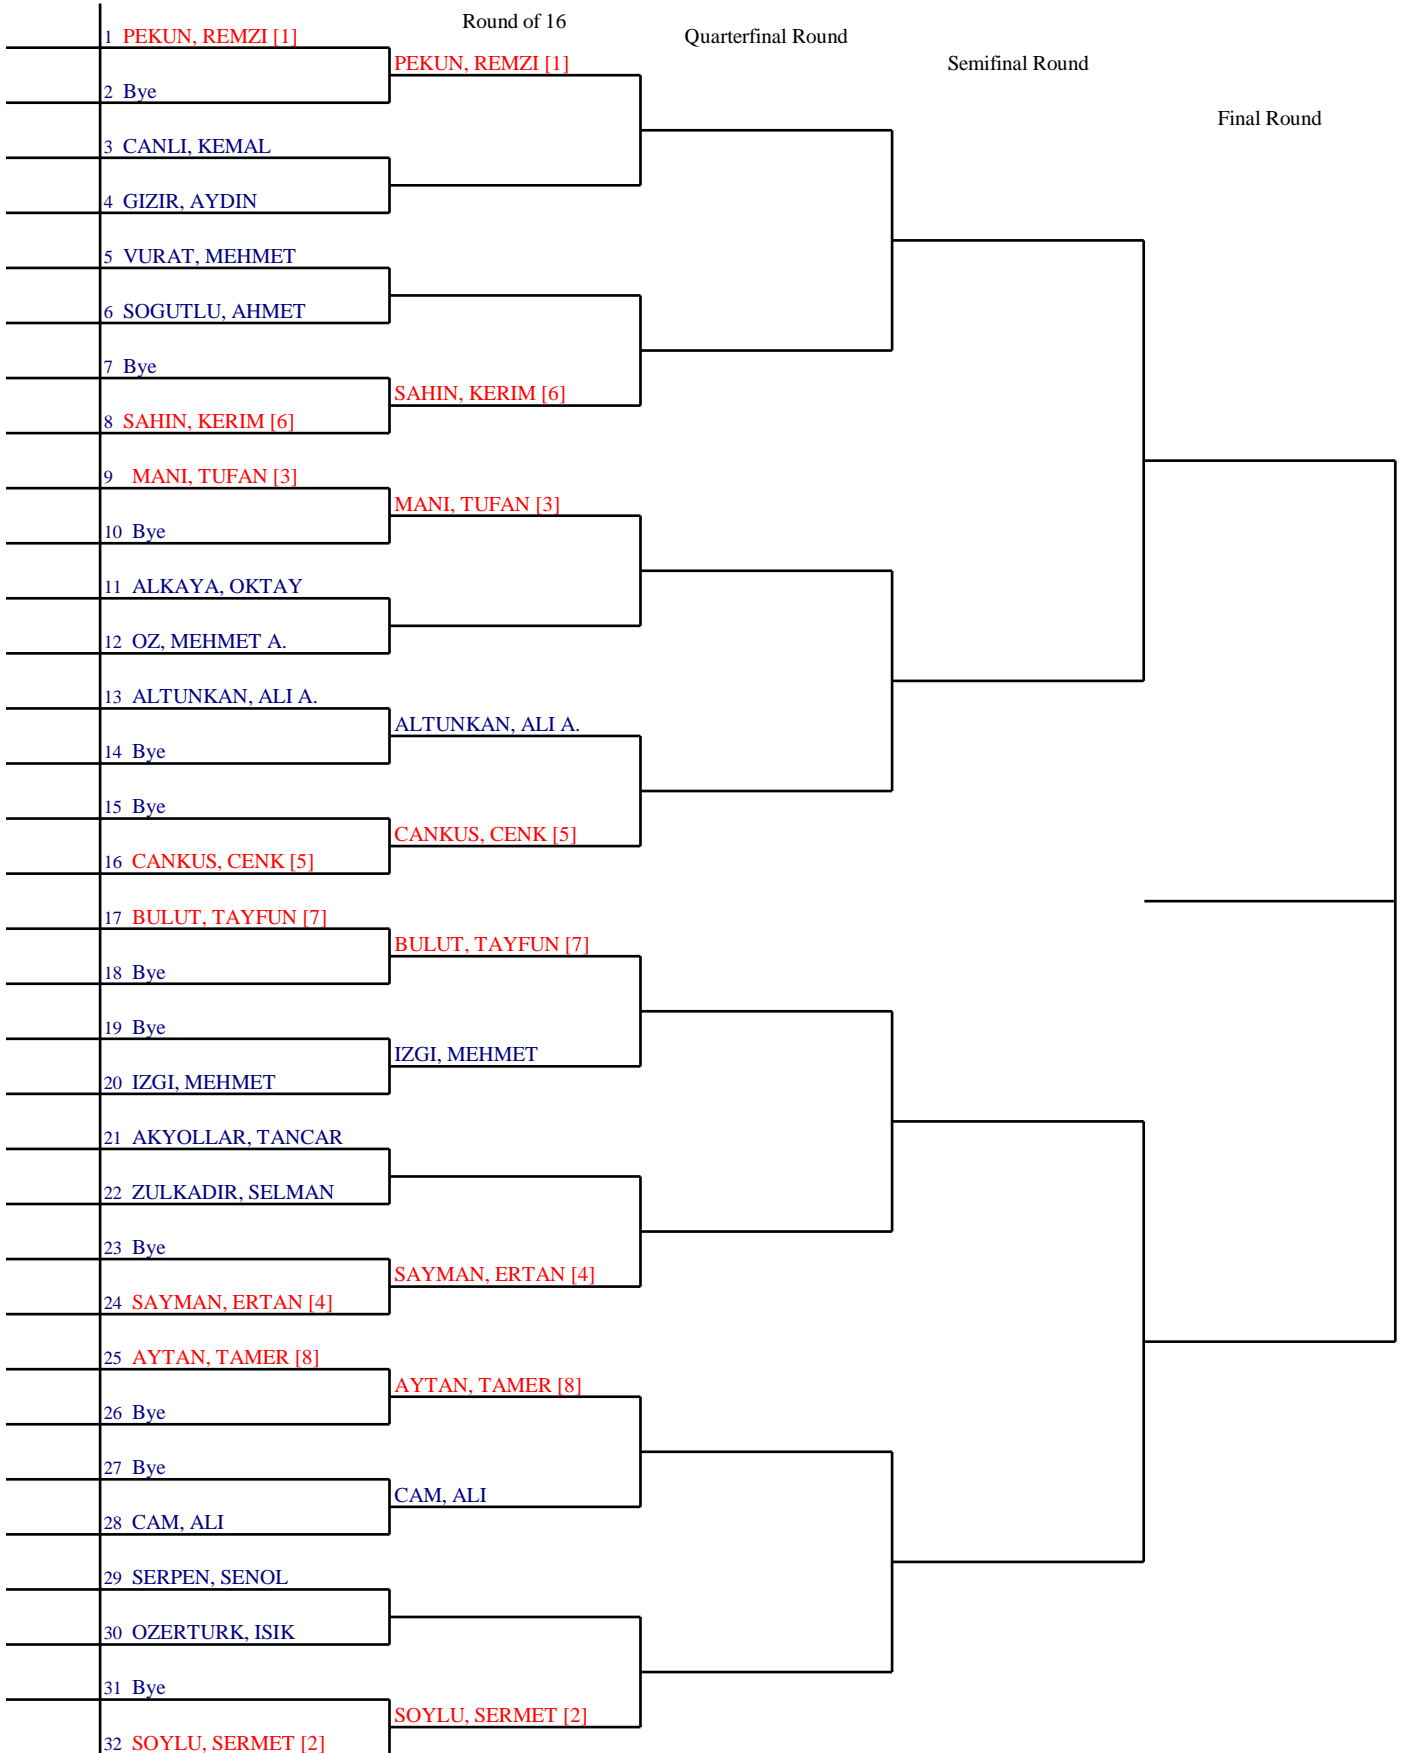 Round of 16
Quarterfinal Round
Semifinal Round
Final Round
1 PEKUN, REMZI [1]
PEKUN, REMZI [1]
2 Bye
3 CANLI, KEMAL
4 GIZIR, AYDIN
5 VURAT, MEHMET
6 SOGUTLU, AHMET
7 Bye
SAHIN, KERIM [6]
8 SAHIN, KERIM [6]
9 MANI, TUFAN [3]
MANI, TUFAN [3]
10 Bye
11 ALKAYA, OKTAY
12 OZ, MEHMET A.
13 ALTUNKAN, ALI A.
ALTUNKAN, ALI A.
14 Bye
15 Bye
CANKUS, CENK [5]
16 CANKUS, CENK [5]
17 BULUT, TAYFUN [7]
BULUT, TAYFUN [7]
18 Bye
19 Bye
IZGI, MEHMET
20 IZGI, MEHMET
21 AKYOLLAR, TANCAR
22 ZULKADIR, SELMAN
23 Bye
SAYMAN, ERTAN [4]
24 SAYMAN, ERTAN [4]
25 AYTAN, TAMER [8]
AYTAN, TAMER [8]
26 Bye
27 Bye
CAM, ALI
28 CAM, ALI
29 SERPEN, SENOL
30 OZERTURK, ISIK
31 Bye
SOYLU, SERMET [2]
32 SOYLU, SERMET [2]